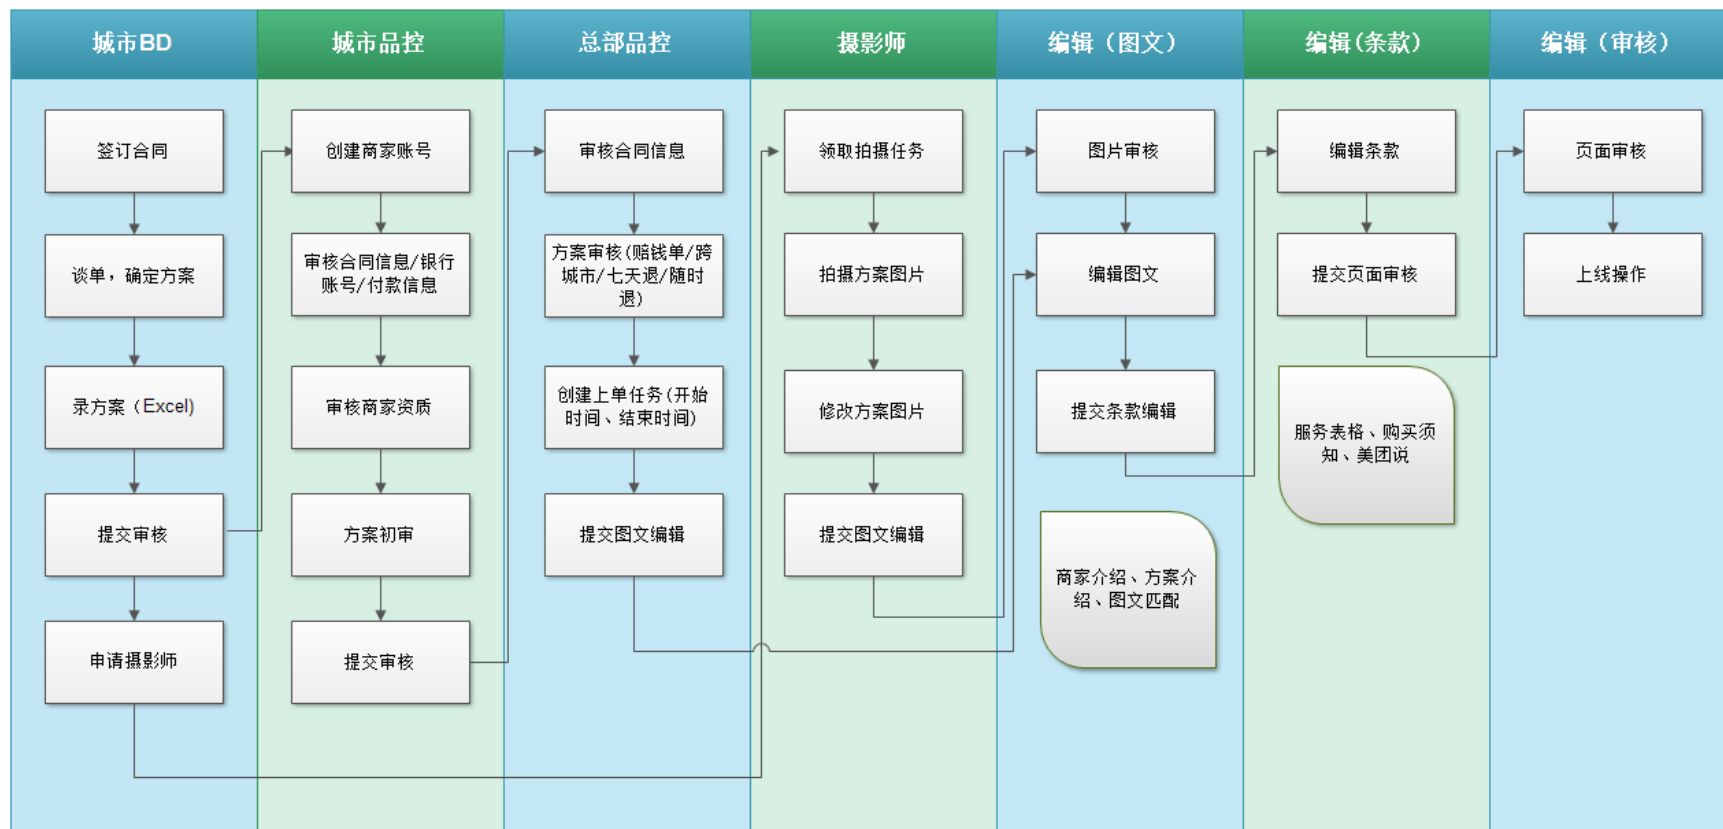 城市BD
城市品控
总部品控
摄影师
编辑（图文）
编辑(条款)
编辑（审核）
签订合同
谈单，确定方案
录方案（Excel)
提交审核
申请摄影师
创建商家账号
审核合同信息/银行
账号/付款信息
审核商家资质
方案初审
提交审核
审核合同信息
方案审核(赔钱单/跨
城市/七天退/随时
退)
创建上单任务(开始
时间、结束时间)
提交图文编辑
领取拍摄任务
拍摄方案图片
修改方案图片
提交图文编辑
图片审核
编辑图文
提交条款编辑
商家介绍、方案介
绍、图文匹配
编辑条款
提交页面审核
服务表格、购买须
知、美团说
页面审核
上线操作